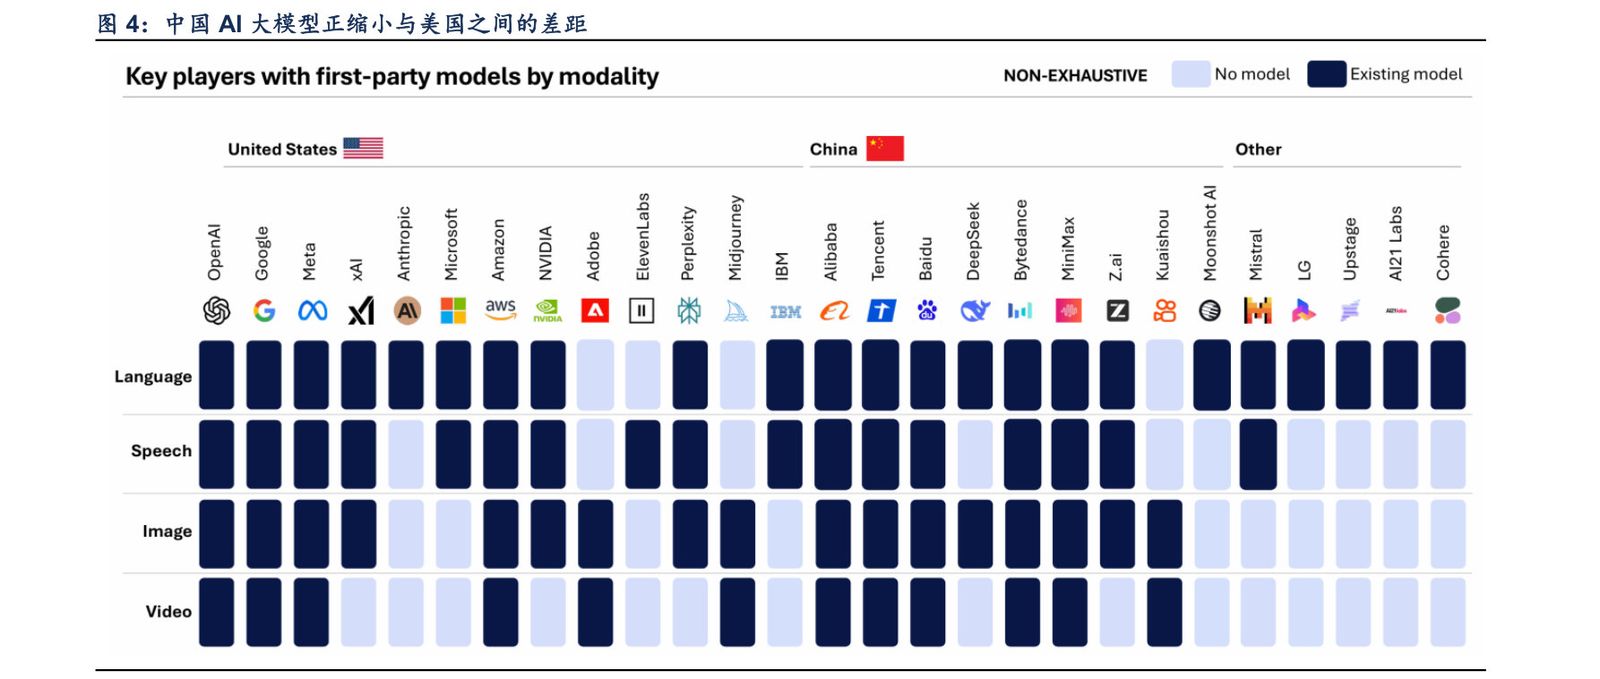 图 4：中国 AI 大模型正缩小与美国之间的差距
Key players with first-party models by modality
NON-EXHAUSTIVE No model Existing model
United States China Other
OpenAI Google Meta xAI Anthropic Microsoft Amazon NVIDIA Adobe ElevenLabs Perplexity Midjourney IBM Alibaba Tencent Baidu DeepSeek Bytedance MiniMax Z.ai Kuaishou Moonshot AI Mistral LG Upstage AI21 Labs Cohere
aws NVIDIA IBM AI21labs
Language
Speech
Image
Video